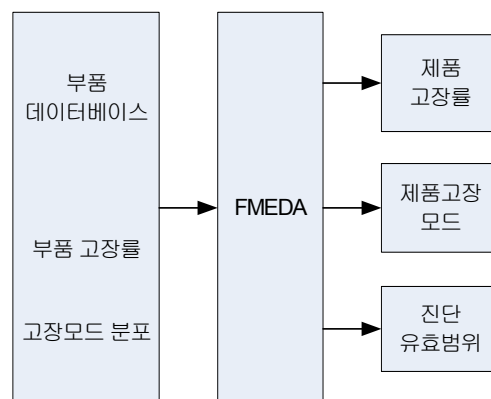 부품
데이터베이스
부품 고장률
고장모드 분포
FMEDA
제품
고장률
제품고장
모드
진단
유효범위